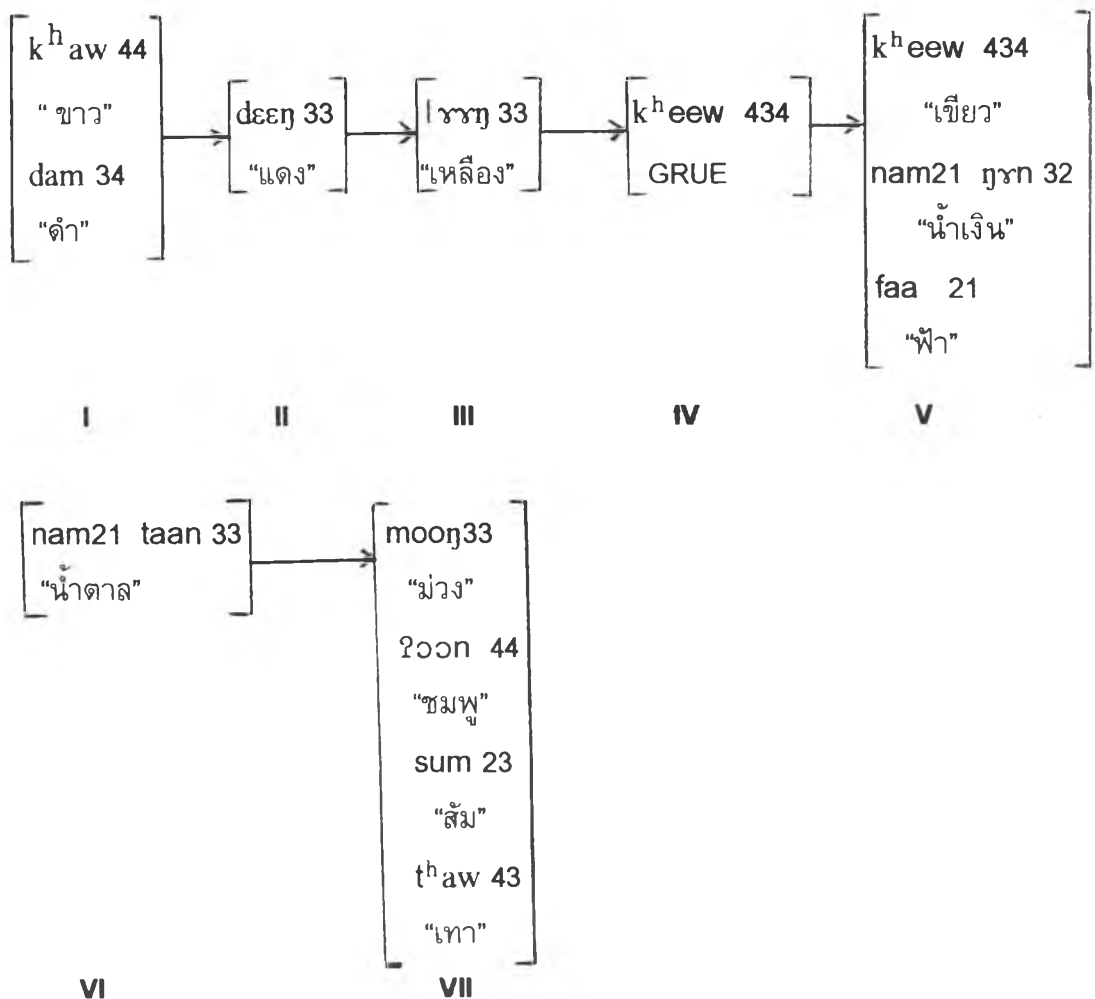 kʰaw 44
“ ขาว”
dam 34
“ดำ”
dɛɛŋ 33
“แดง”
lɤɤŋ 33
“เหลือง”
kʰeew 434
GRUE
kʰeew 434
“เขียว”
nam21 ŋɤn 32
“น้ำเงิน”
faa 21
“ฟ้า”
I II III IV V
nam21 taan 33
“น้ำตาล”
mooŋ33
“ม่วง”
ʔɔɔn 44
“ชมพู”
sum 23
“ส้ม”
tʰaw 43
“เทา”
VI VII